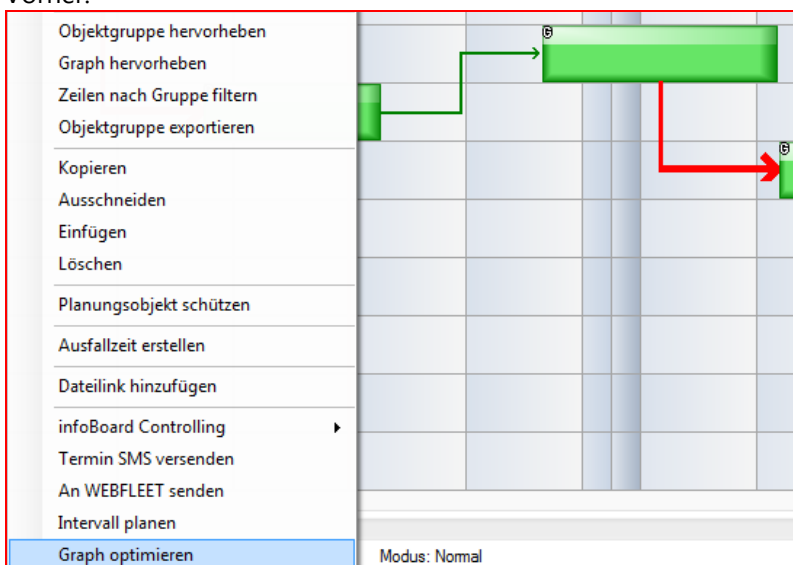 Vorher:
Objektgruppe hervorheben
Graph hervorheben
Zeilen nach Gruppe filtern
Objektgruppe exportieren
Kopieren
Ausschneiden
Einfügen
Löschen
Planungsobjekt schützen
Ausfallzeit erstellen
Dateilink hinzufügen
infoBoard Controlling
Termin SMS versenden
An WEBFLEET senden
Intervall planen
Graph optimieren
Modus: Normal
G
G